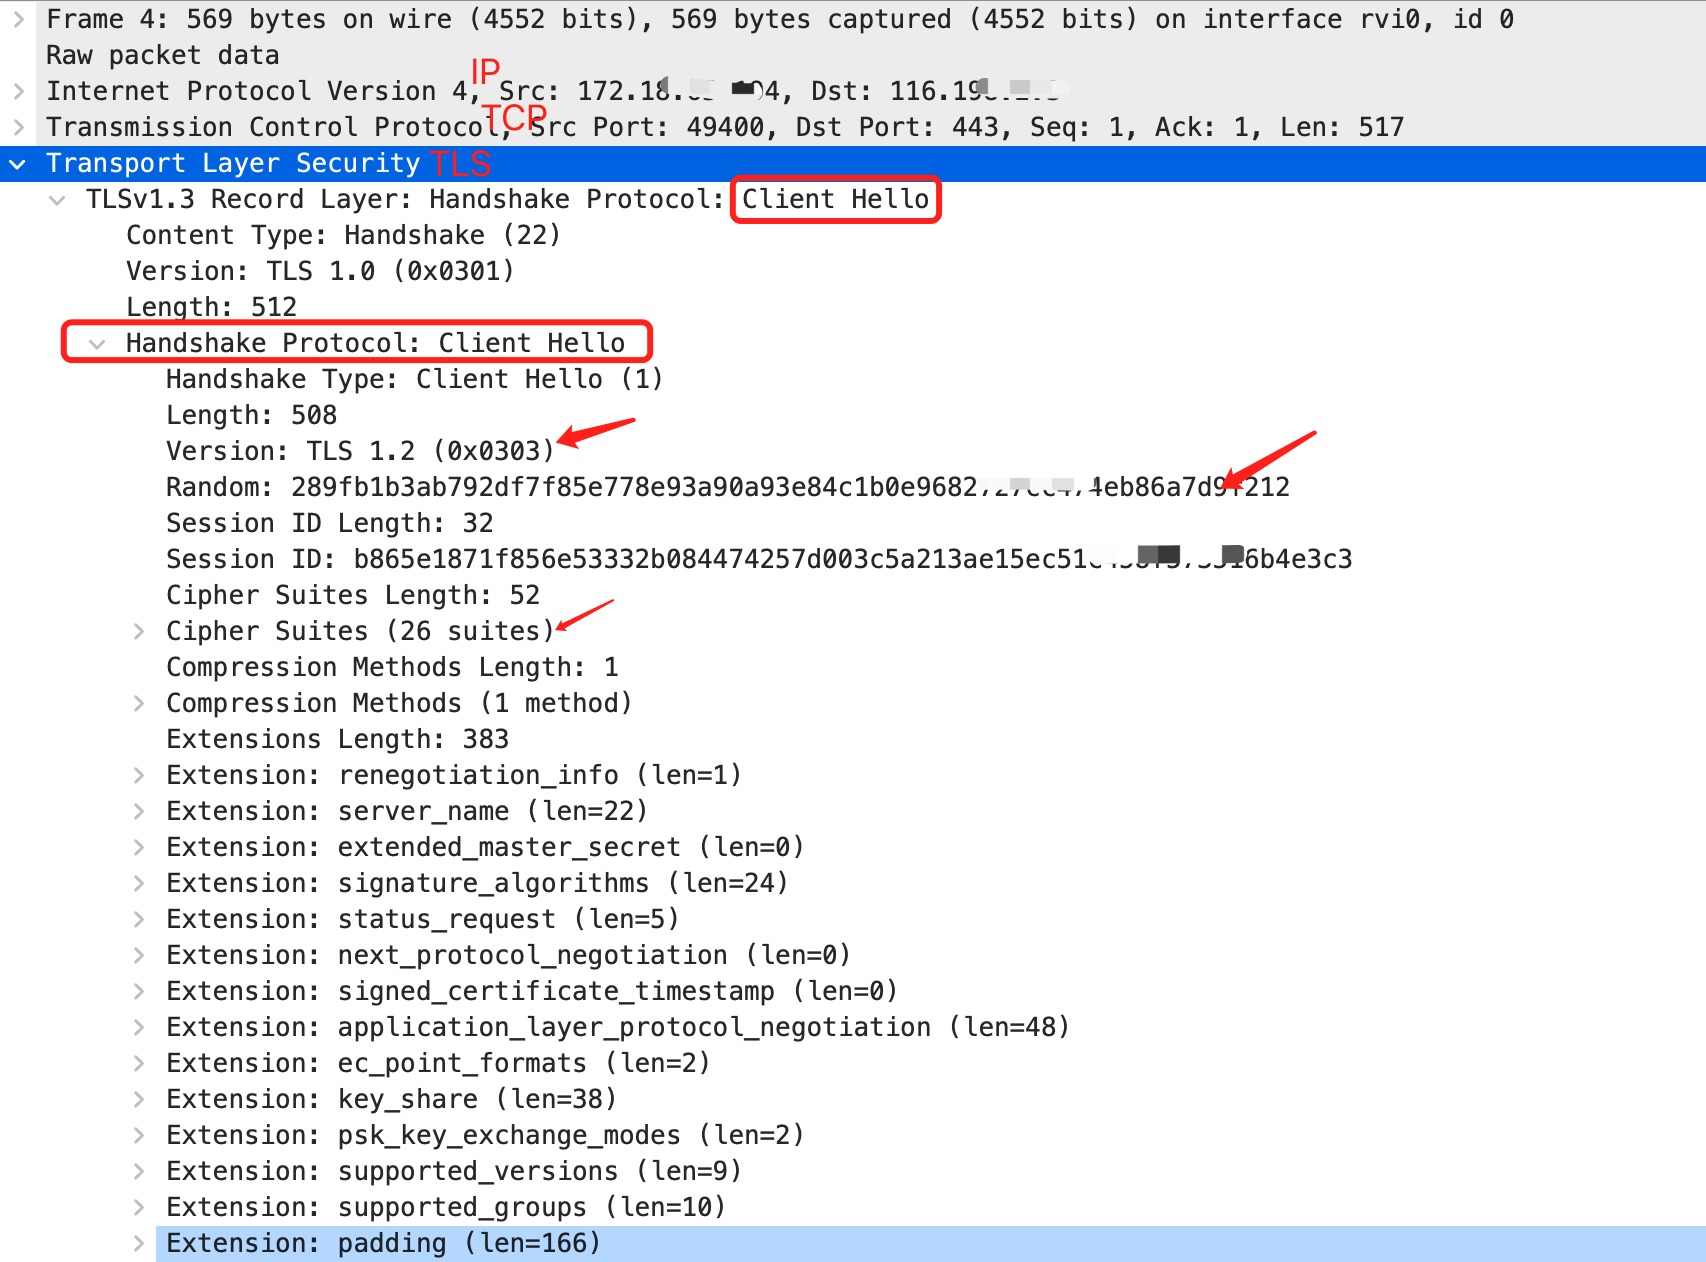 Frame 4: 569 bytes on wire (4552 bits), 569 bytes captured (4552 bits) on interface rvi0, id 0
Raw packet data
IP
Internet Protocol Version 4, Src: 172.18. Dst: 116.
TCP
Transmission Control Protocol, Src Port: 49400, Dst Port: 443, Seq: 1, Ack: 1, Len: 517
Transport Layer Security TLS
TLSv1.3 Record Layer: Handshake Protocol: Client Hello
Content Type: Handshake (22)
Version: TLS 1.0 (0x0301)
Length: 512
Handshake Protocol: Client Hello
Handshake Type: Client Hello (1)
Length: 508
Version: TLS 1.2 (0x0303)
Random: 289fb1b3ab792df7f85e778e93a90a93e84c1b0e9682 4eb86a7d9f212
Session ID Length: 32
Session ID: b865e1871f856e53332b084474257d003c5a213ae15ec51 6b4e3c3
Cipher Suites Length: 52
Cipher Suites (26 suites)
Compression Methods Length: 1
Compression Methods (1 method)
Extensions Length: 383
Extension: renegotiation_info (len=1)
Extension: server_name (len=22)
Extension: extended_master_secret (len=0)
Extension: signature_algorithms (len=24)
Extension: status_request (len=5)
Extension: next_protocol_negotiation (len=0)
Extension: signed_certificate_timestamp (len=0)
Extension: application_layer_protocol_negotiation (len=48)
Extension: ec_point_formats (len=2)
Extension: key_share (len=38)
Extension: psk_key_exchange_modes (len=2)
Extension: supported_versions (len=9)
Extension: supported_groups (len=10)
Extension: padding (len=166)